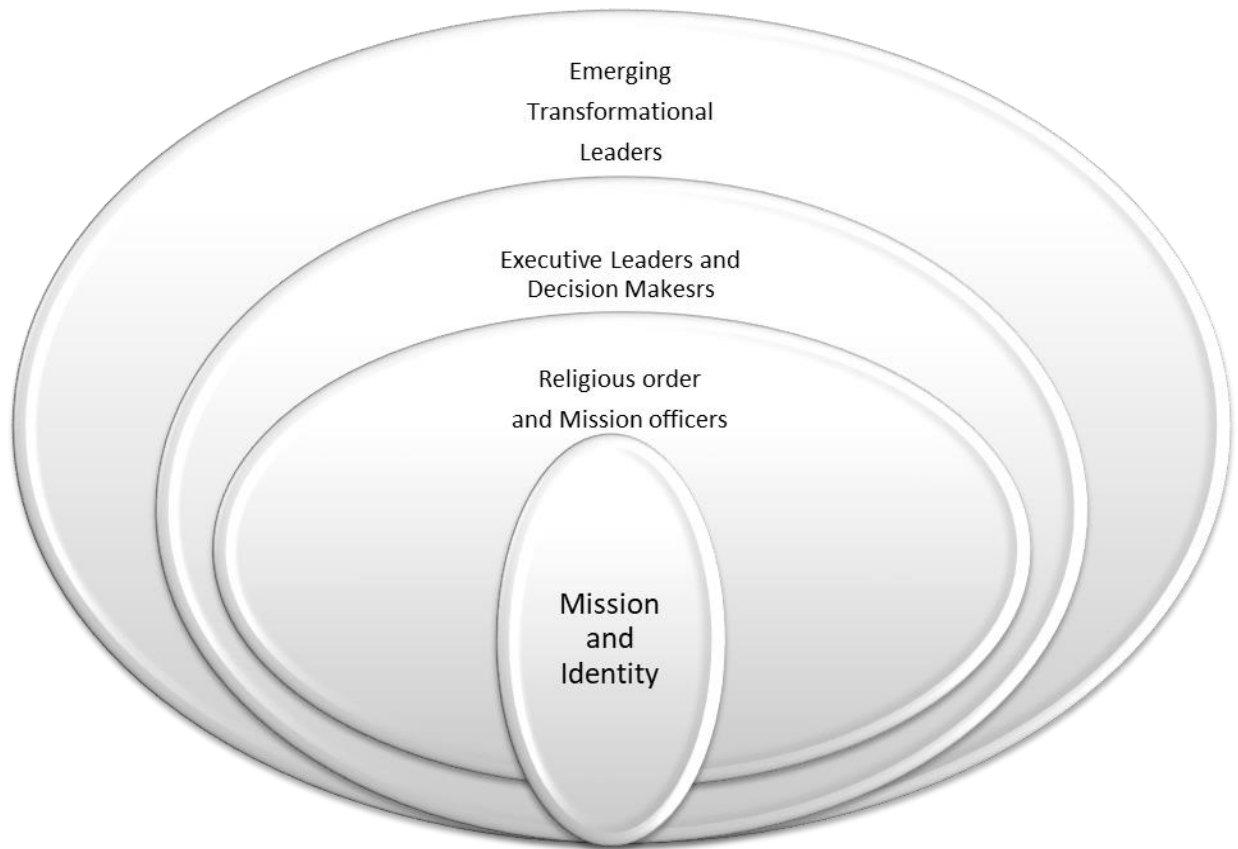 Emerging
Transformational
Leaders
Executive Leaders and
Decision Makesrs
Religious order
and Mission officers
Mission
and
Identity